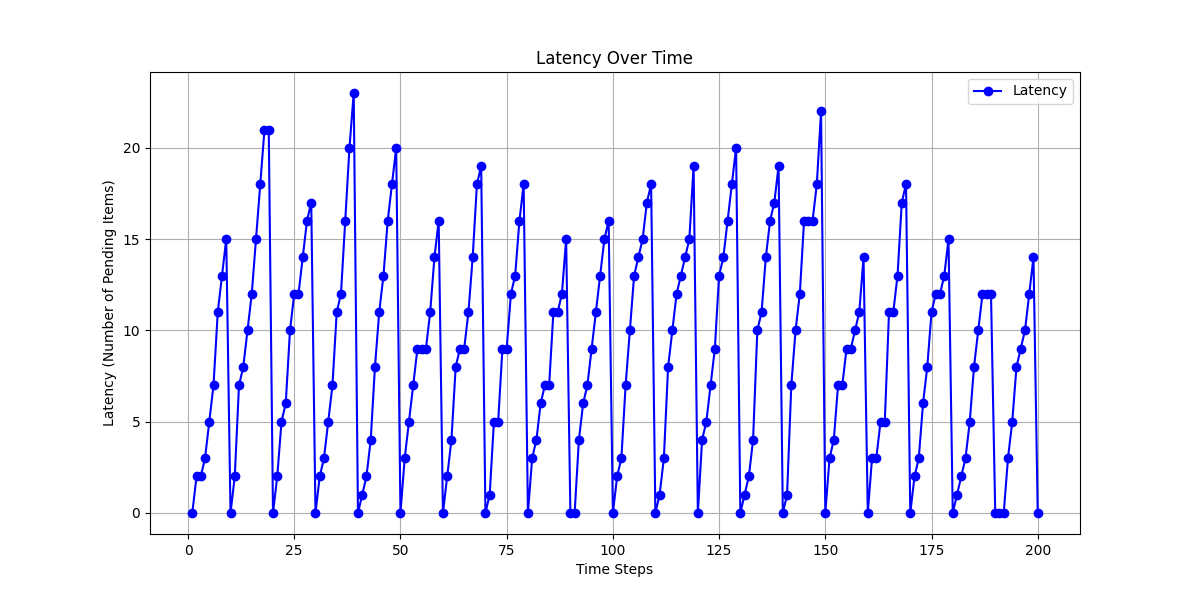 Latency Over Time
Latency
Latency (Number of Pending Items)
20
15
10
5
0
0 25 50 75 100 125 150 175 200
Time Steps